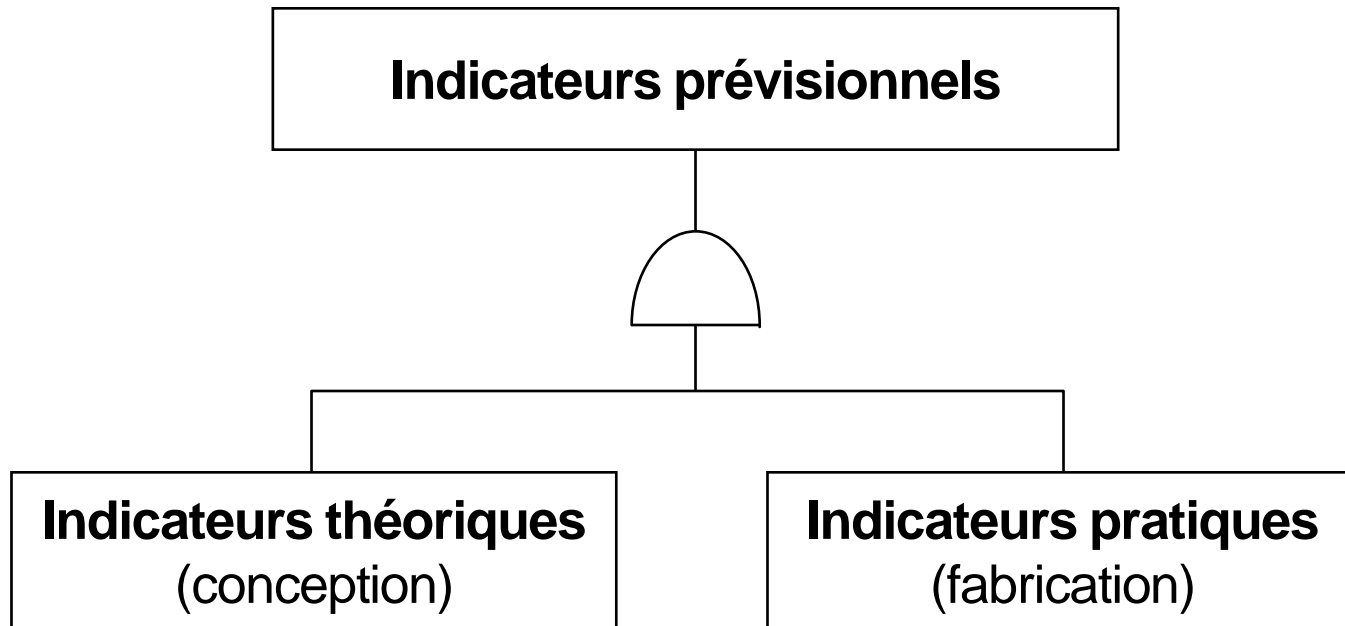 Indicateurs prévisionnels
Indicateurs théoriques
(conception)
Indicateurs pratiques
(fabrication)